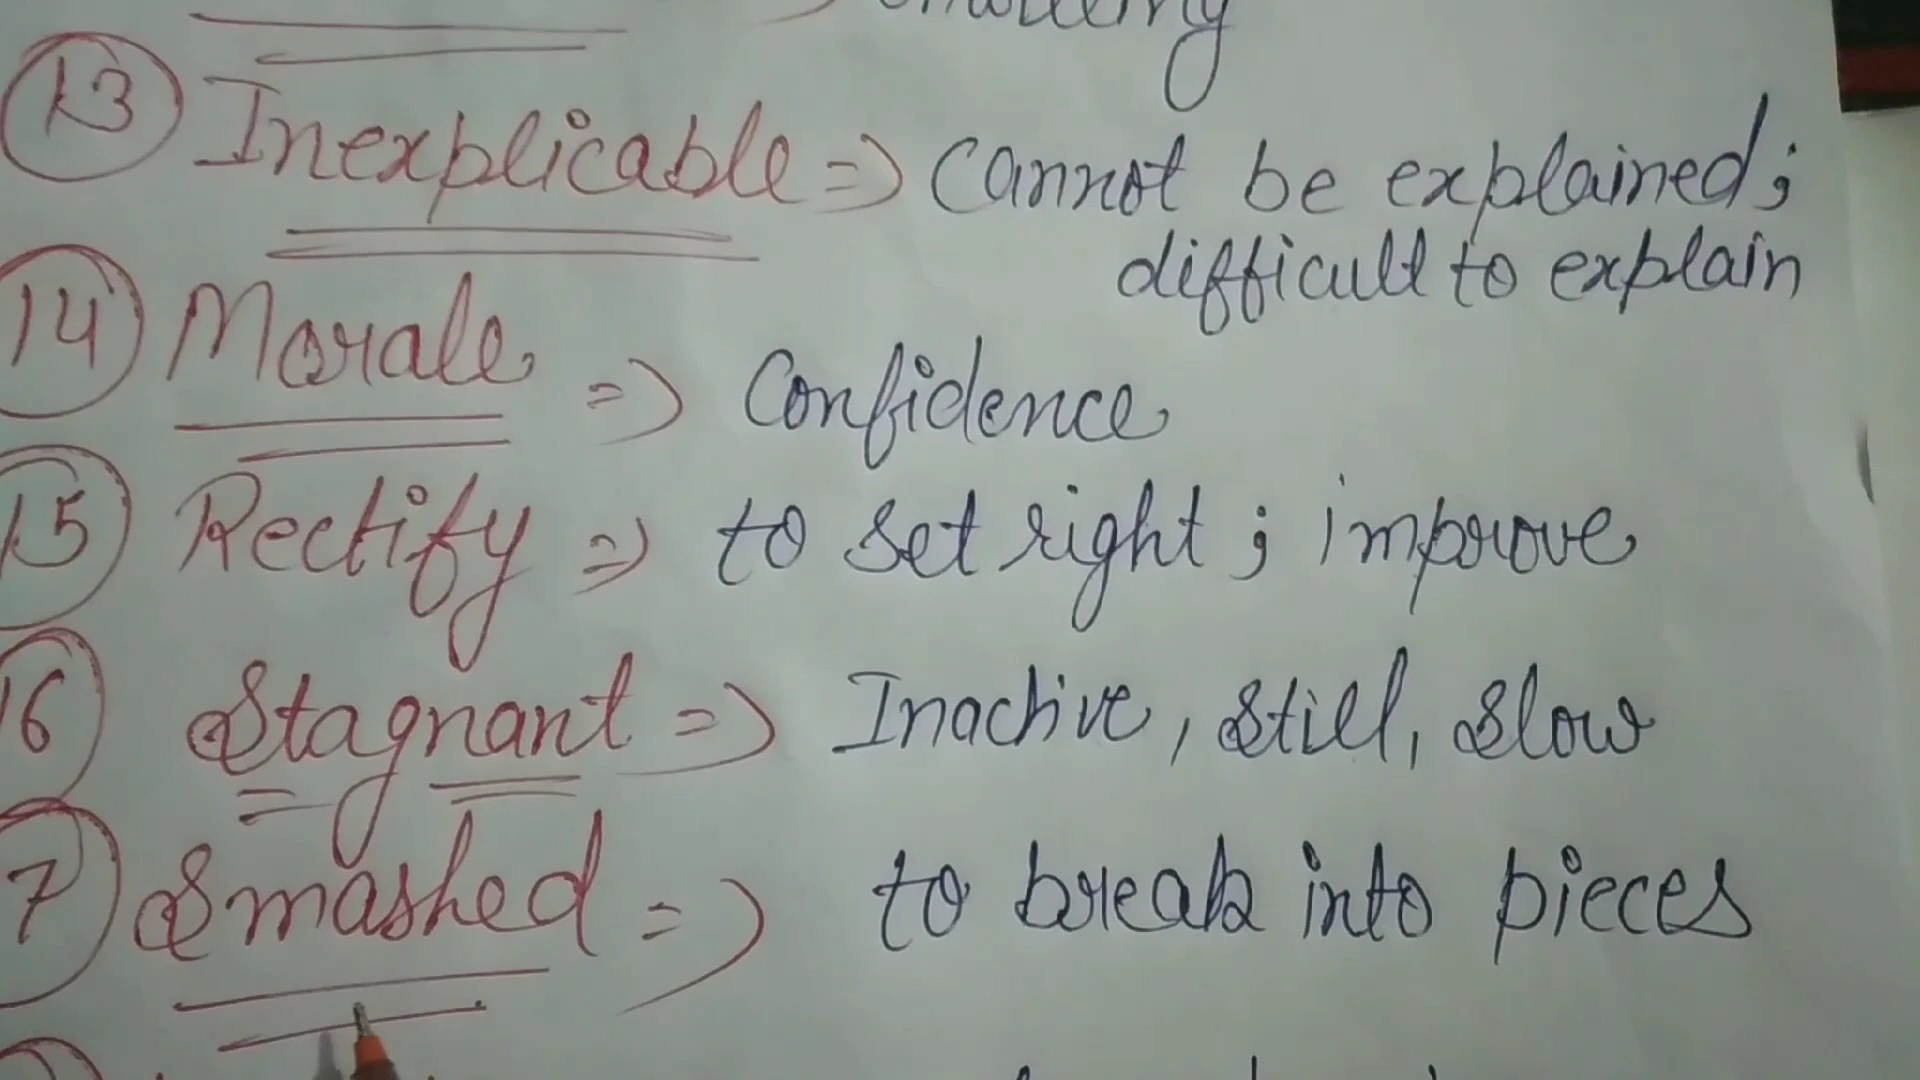 13 Inexplicable => Cannot be explained;
difficult to explain
14 Morale => Confidence
15 Rectify => to set right; improve
16 Stagnant => Inactive, Still, Slow
7 Smashed => to break into pieces